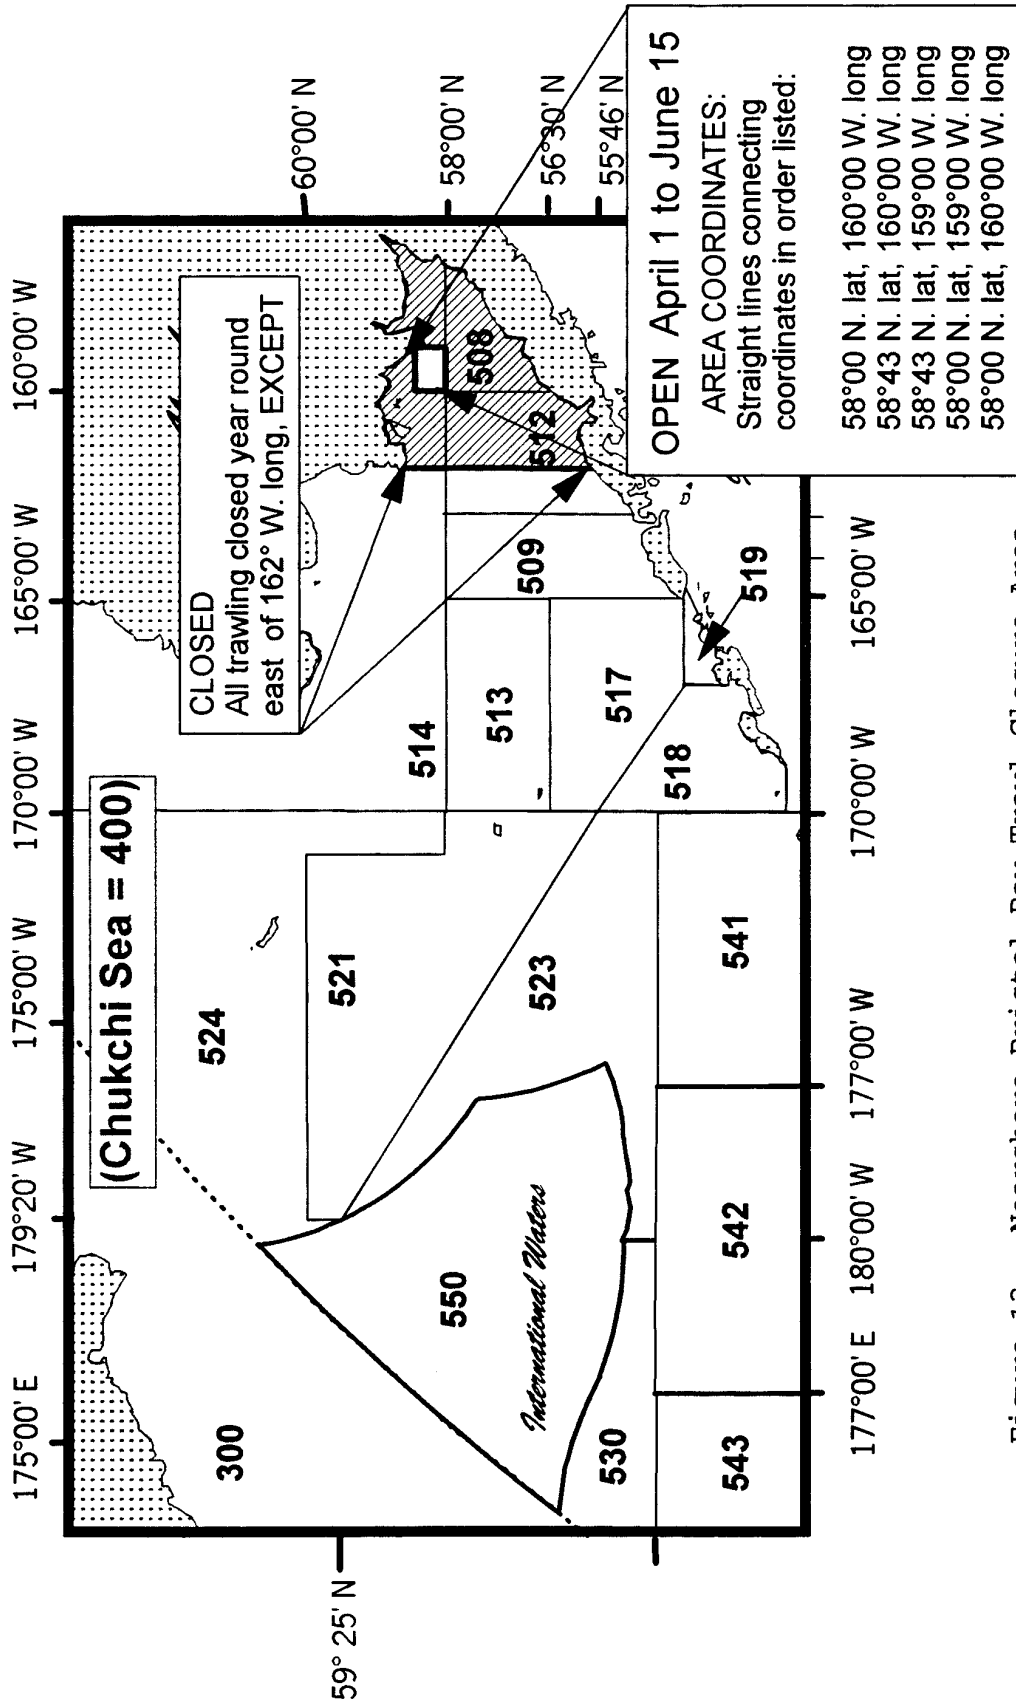 175°00' E
179°20' W
175°00' W
170°00' W
165°00' W
160°00' W
(Chukchi Sea = 400)
CLOSED
All trawling closed year round
east of 162° W. long, EXCEPT
60°00' N
58°00' N
56°30' N
55°46' N
59° 25' N
300
524
521
514
550
International Waters
523
513
509
512
508
517
530
518
519
543
542
541
177°00' E
180°00' W
177°00' W
170°00' W
165°00' W
OPEN April 1 to June 15
AREA COORDINATES:
Straight lines connecting
coordinates in order listed:
58°00 N. lat, 160°00 W. long
58°43 N. lat, 160°00 W. long
58°43 N. lat, 159°00 W. long
58°00 N. lat, 159°00 W. long
58°00 N. lat, 160°00 W. long